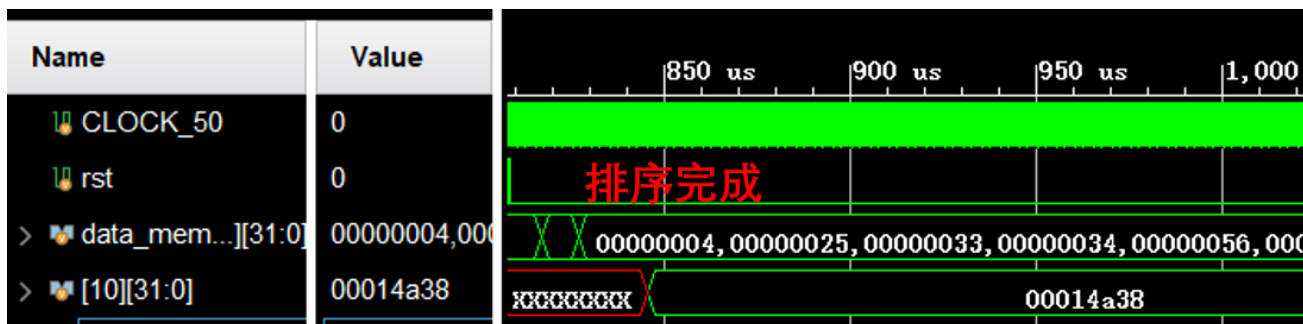 Name Value
850 us 900 us 950 us 1,000
CLOCK_50 0
rst 0 排序完成
data_mem...][31:0] 00000004,000 00000004,00000025,00000033,00000034,00000056,000
[10][31:0] 00014a38 XXXXXXXXX 00014a38